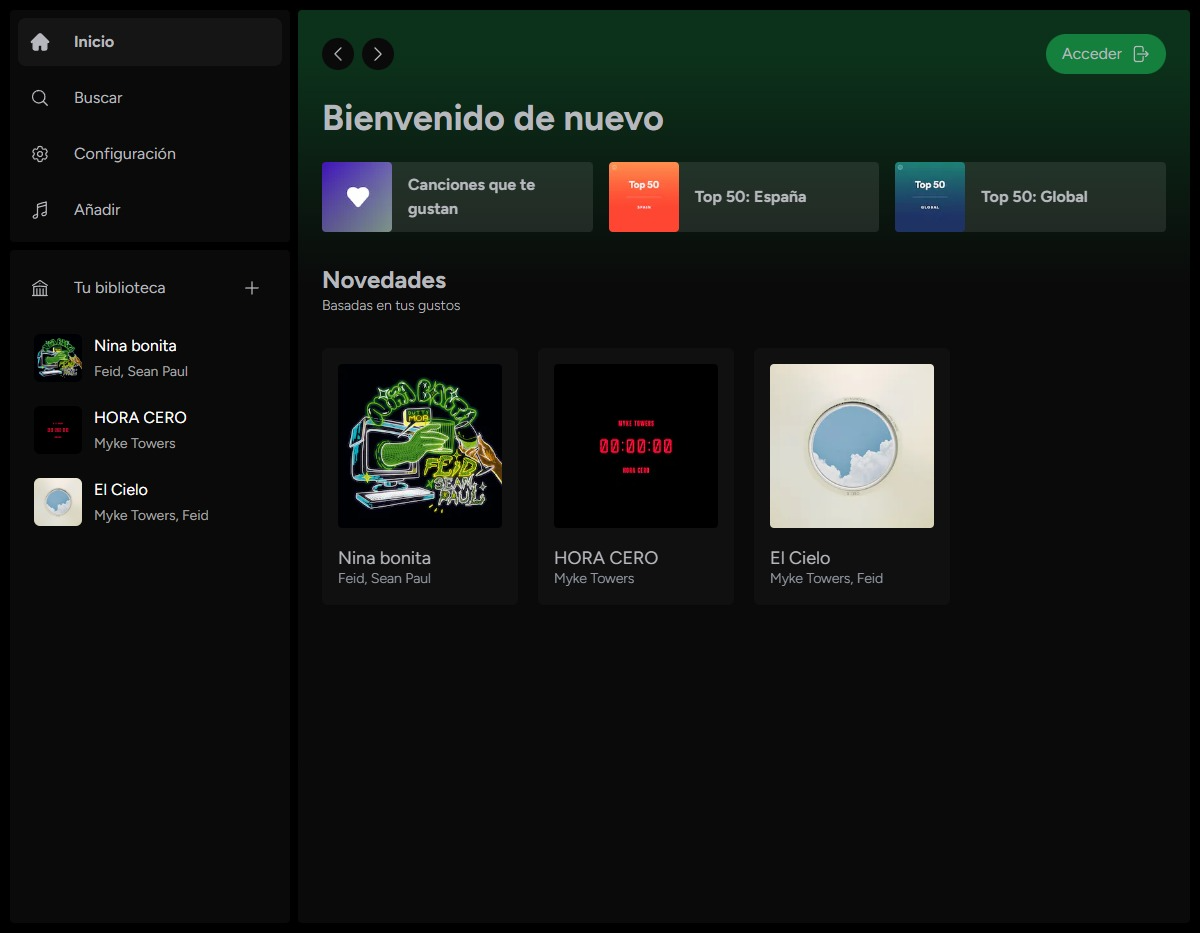 Inicio
Buscar
Configuración
Añadir
Tu biblioteca
Nina bonita
Feid, Sean Paul
HORA CERO
Myke Towers
El Cielo
Myke Towers, Feid
Acceder
Bienvenido de nuevo
Canciones que te
gustan
Top 50
SPAIN
Top 50: España
Top 50
GLOBAL
Top 50: Global
Novedades
Basadas en tus gustos
NINA BONITA
MOR
FEID
SEAN
PAUL
Nina bonita
Feid, Sean Paul
MYKE TOWERS
00:00:00
HORA CERO
HORA CERO
Myke Towers
El Cielo
Myke Towers, Feid